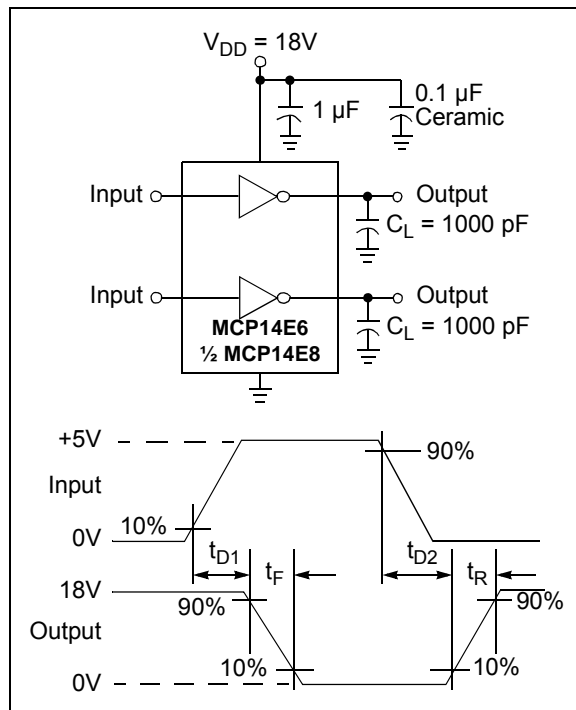 V_DD = 18V
1 µF
0.1 µF
Ceramic
Input
Output
C_L = 1000 pF
Input
Output
C_L = 1000 pF
MCP14E6
½ MCP14E8
+5V
90%
Input
10%
0V
t_D1
t_F
t_D2
t_R
18V
90%
90%
Output
10%
10%
0V